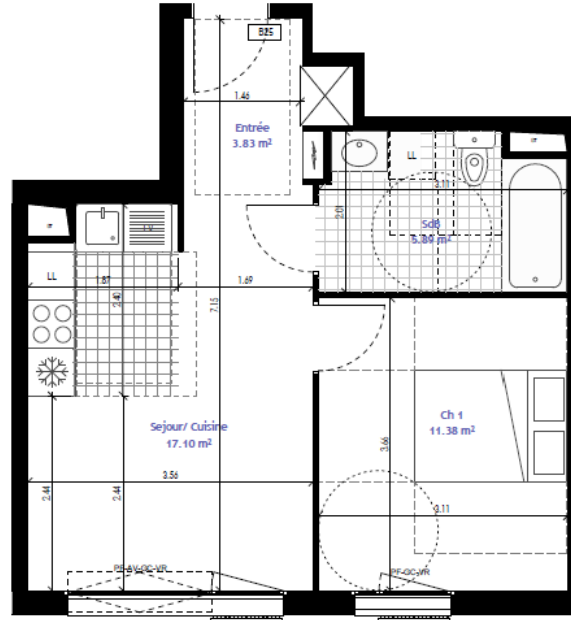 B25
1.46
Entrée
3.83 m²
LL
3.11
2.01
SdB
5.89 m²
LL
1.87
1.69
2.40
7.15
Ch 1
11.38 m²
Sejour/ Cuisine
17.10 m²
3.66
3.56
2.44
2.44
3.11
PF-AV-GC-VR
PF-GC-VR